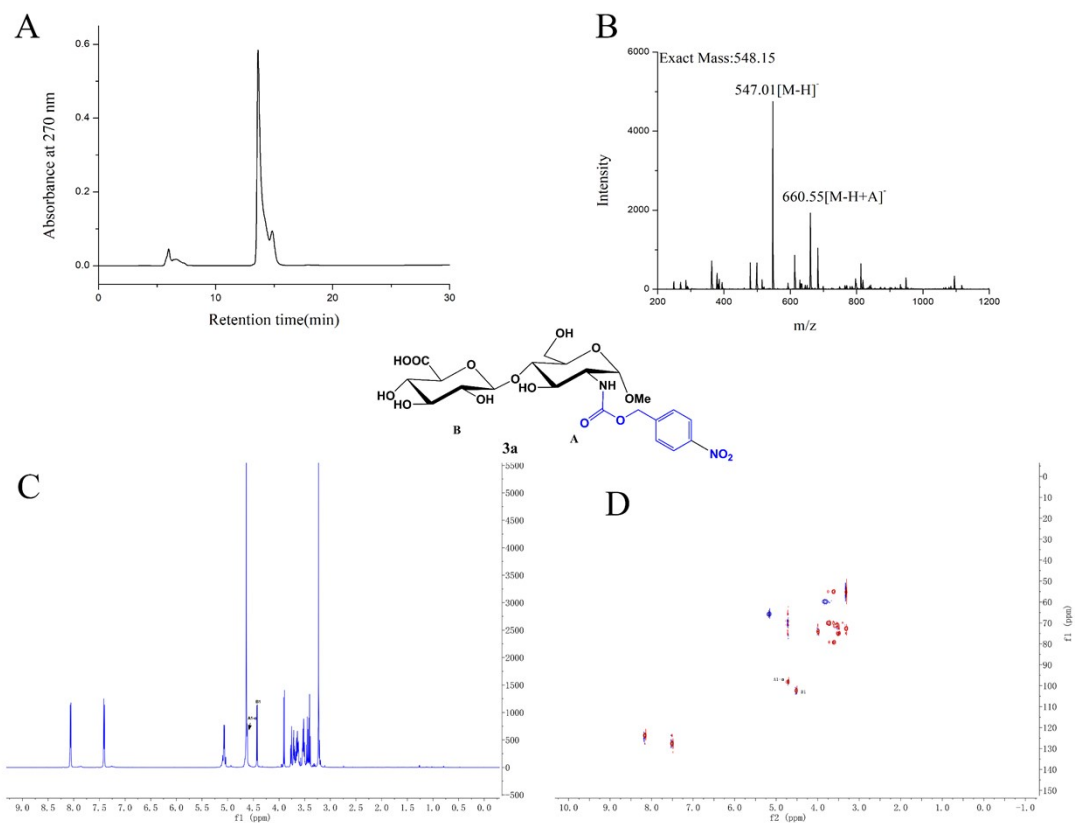 A
0.6
0.4
0.2
0.0
Absorbance at 270 nm
0
10
20
30
Retention time(min)
B
6000
4000
2000
0
Intensity
Exact Mass:548.15
547.01[M-H]-
660.55[M-H+A]-
200
400
600
800
1000
1200
m/z
OH
HOOC
O
O
HO
HO
OH
O
HO
NH
OMe
O
O
NO2
B
A
3a
C
5500
5000
4500
4000
3500
3000
2500
2000
1500
1000
500
0
-500
B1
9.0 8.5 8.0 7.5 7.0 6.5 6.0 5.5 5.0 4.5 4.0 3.5 3.0 2.5 2.0 1.5 1.0 0.5 0.0
f1 (ppm)
D
0
10
20
30
40
50
60
70
80
90
100
110
120
130
140
150
f1 (ppm)
A1-α
B1
10.0 9.0 8.0 7.0 6.0 5.0 4.0 3.0 2.0 1.0 0.0 -1.0
f2 (ppm)